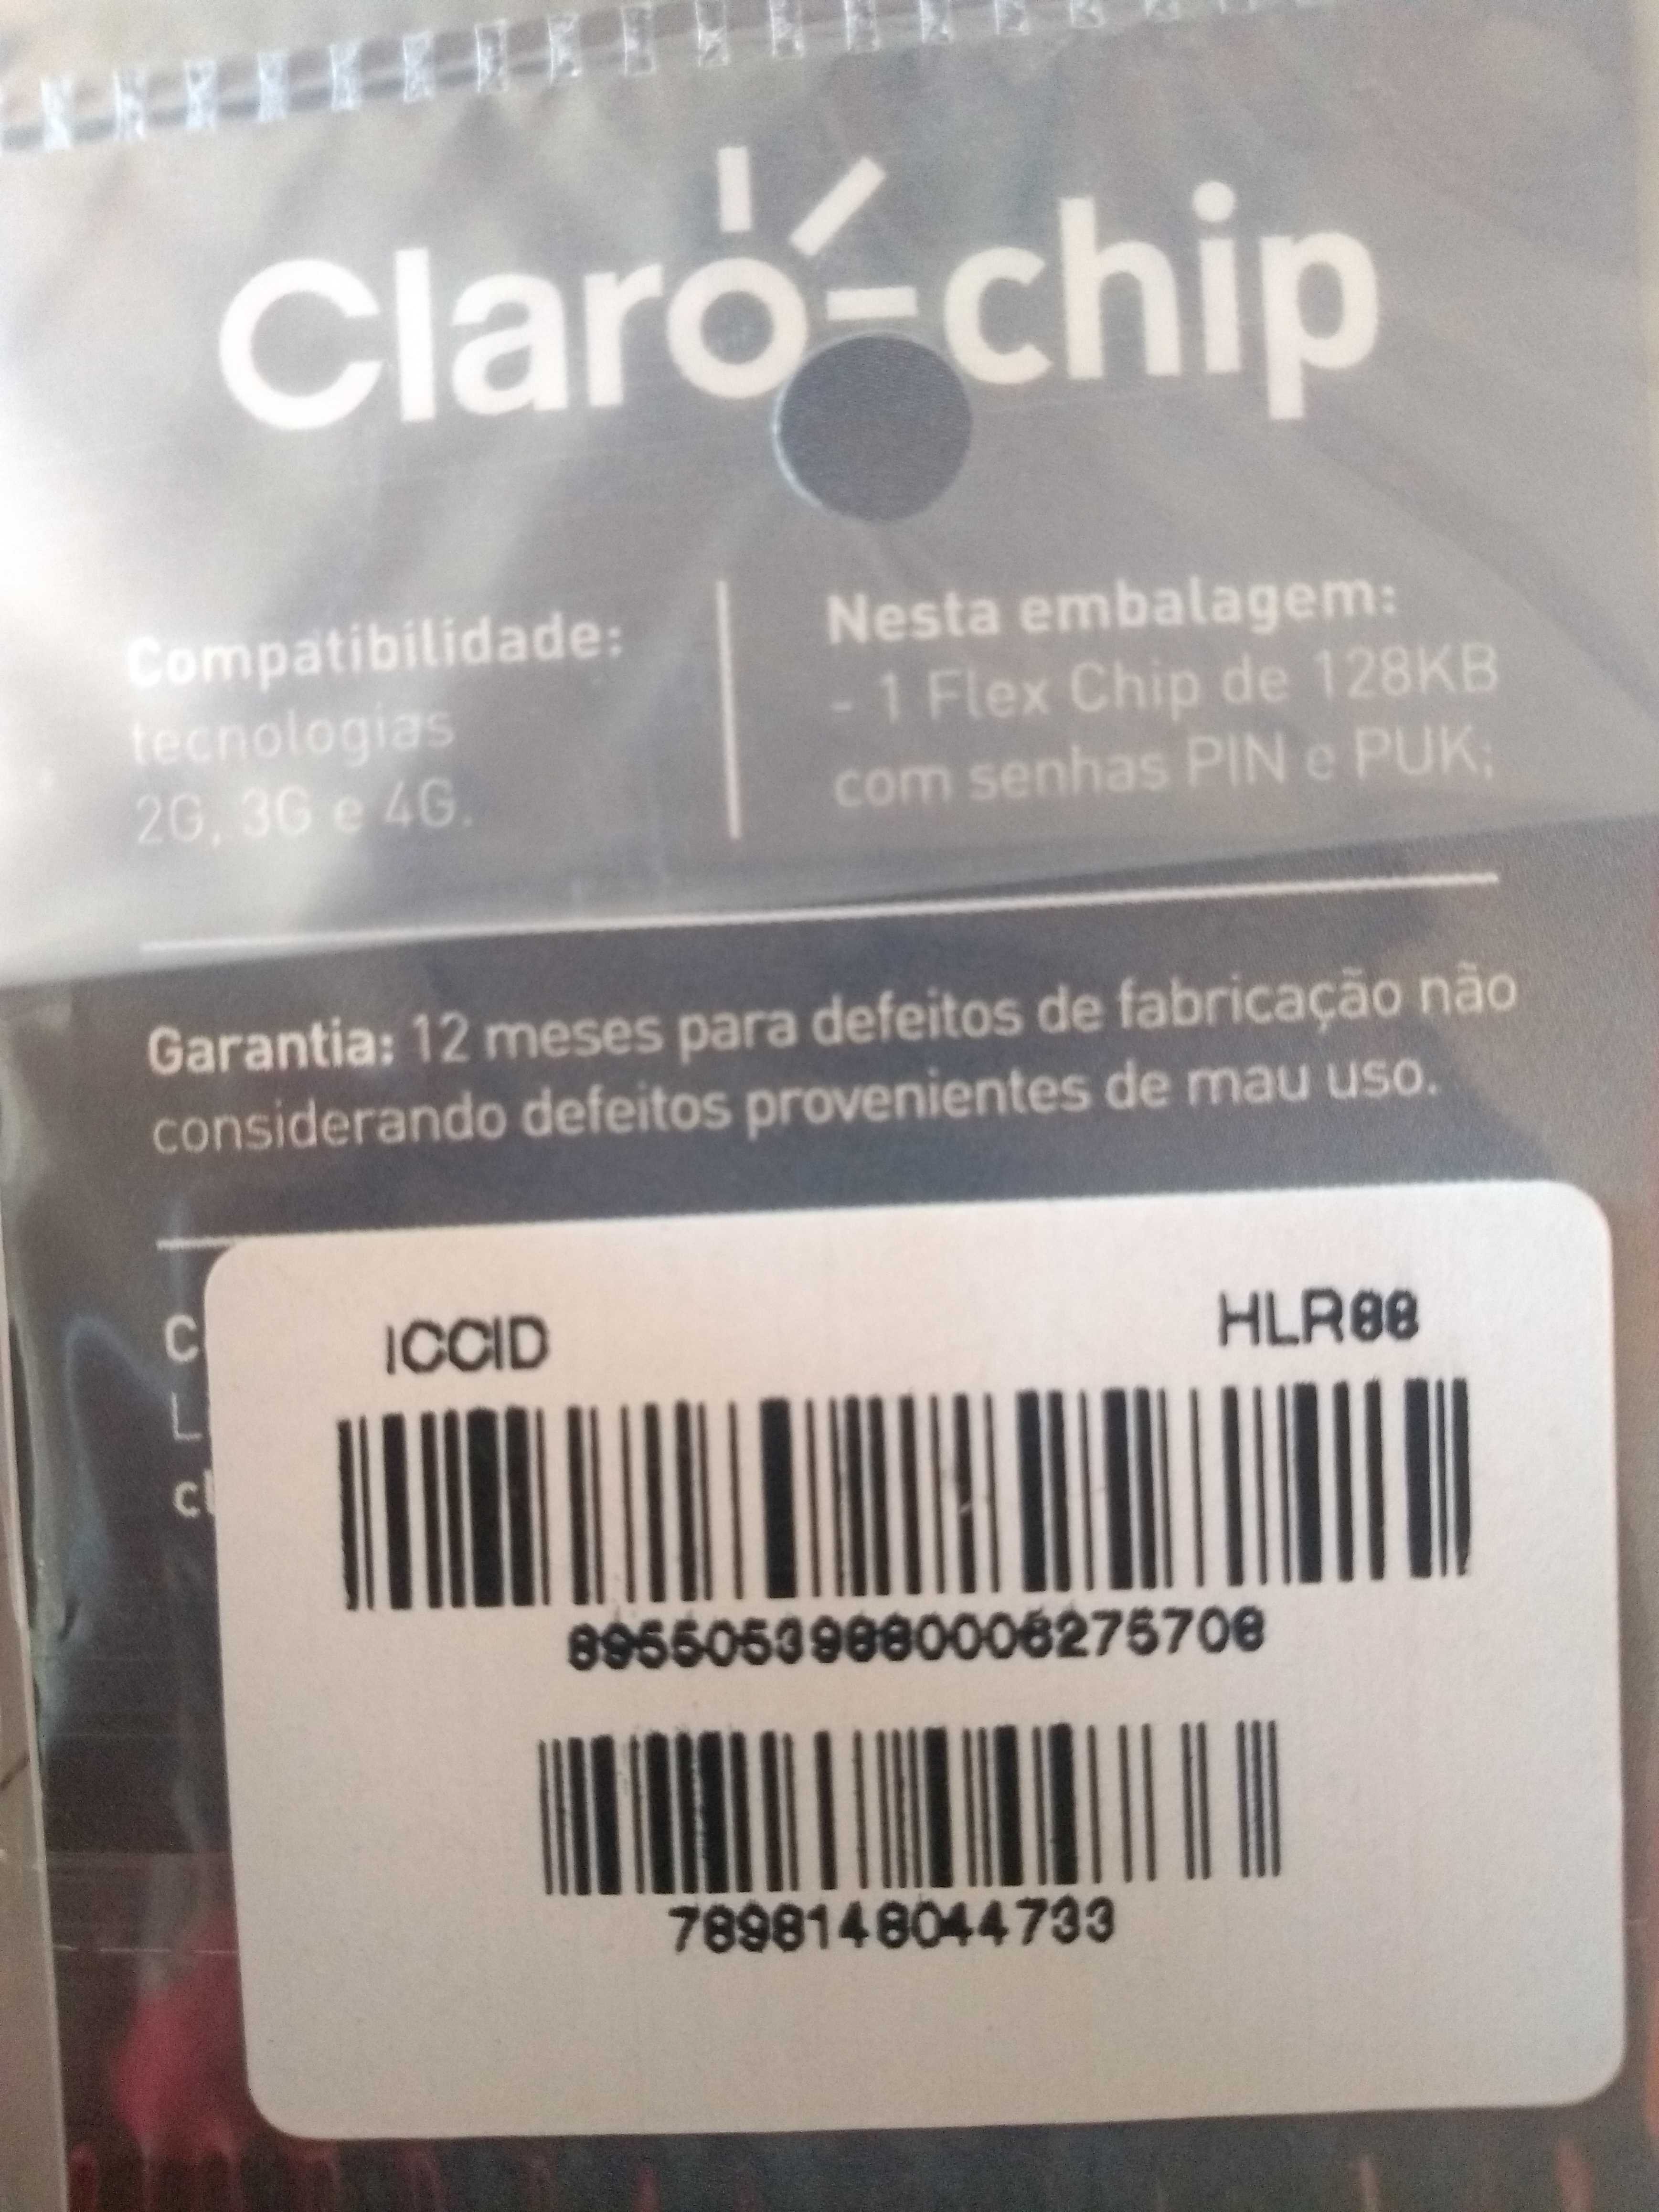 Claro-chip
Compatibilidade:
tecnologias
2G, 3G e 4G.
Nesta embalagem:
- 1 Flex Chip de 128KB
com senhas PIN e PUK;
Garantia: 12 meses para defeitos de fabricação não
considerando defeitos provenientes de mau uso.
ICCID
HLR88
89550539880006275708
7898148044733